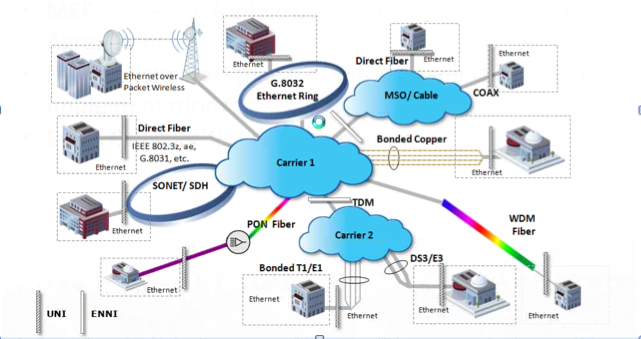 MEF
Ethernet over
Packet Wireless
Ethernet
G.8032
Ethernet Ring
Direct Fiber
Ethernet
Ethernet
MSO/ Cable
COAX
Direct Fiber
IEEE 802.3z, ae,
G.8031, etc.
Ethernet
Carrier 1
Bonded Copper
Ethernet
SONET/ SDH
Ethernet
PON Fiber
TDM
Carrier 2
WDM
Fiber
DS3/E3
Bonded T1/E1
Ethernet
Ethernet
Ethernet
Ethernet
Ethernet
UNI
ENNI